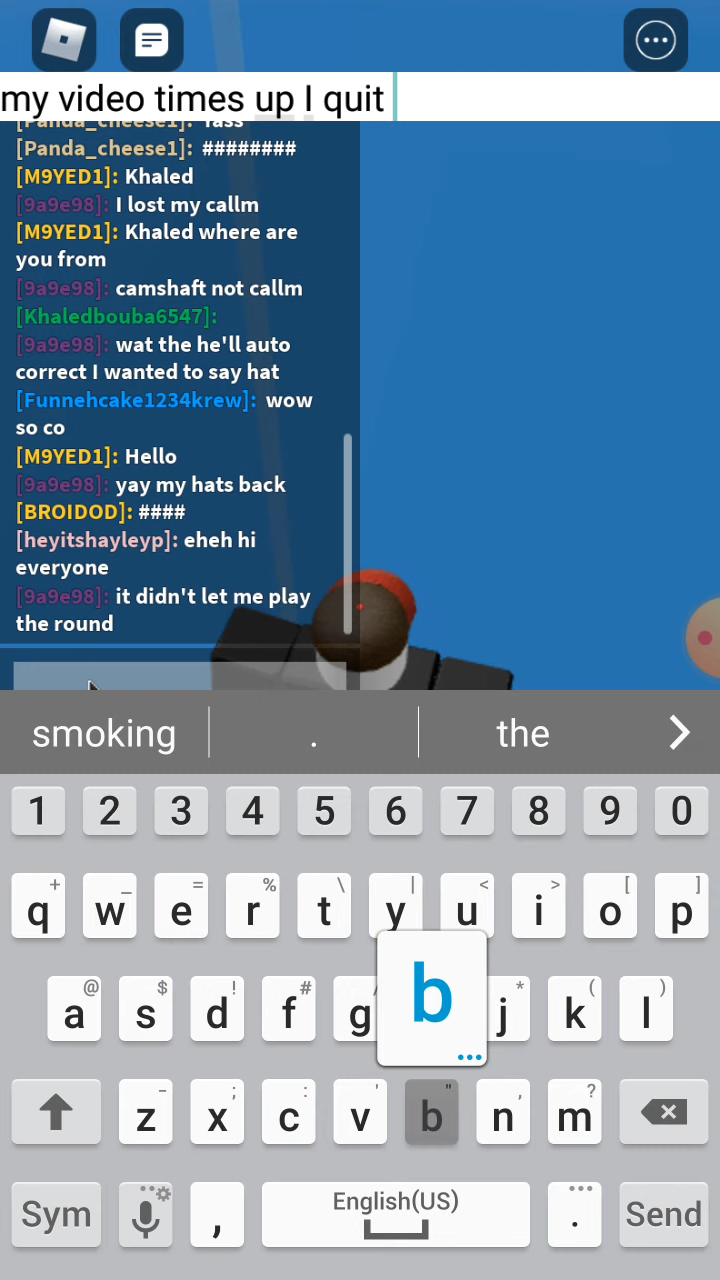 my video times up I quit
[Panda_cheese1]: Yass
[Panda_cheese1]: ########
[M9YED1]: Khaled
[9a9e98]: I lost my callm
[M9YED1]: Khaled where are
you from
[9a9e98]: camshaft not callm
[Khaledbouba6547]:
[9a9e98]: wat the he'll auto
correct I wanted to say hat
[Funnehcake1234krew]: wow
so co
[M9YED1]: Hello
[9a9e98]: yay my hats back
[BROIDOD]: ####
[heyitshayleyp]: eheh hi
everyone
[9a9e98]: it didn't let me play
the round
smoking . the
1 2 3 4 5 6 7 8 9 0
+ _ = % \ | < > [ ]
q w e r t y u i o p
@ $ ! # / * ( )
a s d f g j k l
b
- ; : ' " , ?
z x c v b n m
Sym , English(US) . Send